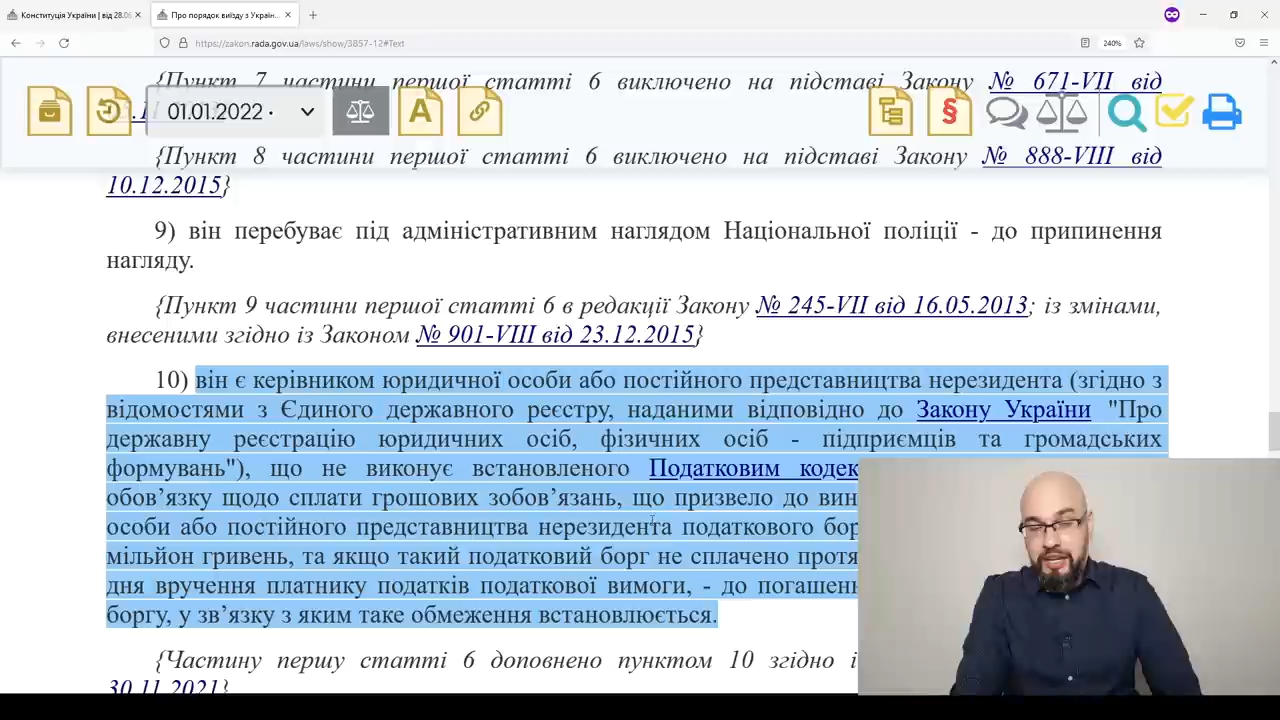 Конституція України | від 28.06
Про порядок виїзду з Україн...
https://zakon.rada.gov.ua/laws/show/3857-12#Text
240%
{Пункт 7 частини першої статті 6 виключено на підставі Закону № 671-VII від
01.01.2022 ·
A
§
{Пункт 8 частини першої статті 6 виключено на підставі Закону № 888-VIII від
10.12.2015}
9) він перебуває під адміністративним наглядом Національної поліції - до припинення
нагляду.
{Пункт 9 частини першої статті 6 в редакції Закону № 245-VII від 16.05.2013; із змінами,
внесеними згідно із Законом № 901-VIII від 23.12.2015}
10) він є керівником юридичної особи або постійного представництва нерезидента (згідно з
відомостями з Єдиного державного реєстру, наданими відповідно до Закону України "Про
державну реєстрацію юридичних осіб, фізичних осіб - підприємців та громадських
формувань"), що не виконує встановленого Податковим кодек
обов’язку щодо сплати грошових зобов’язань, що призвело до вин
особи або постійного представництва нерезидента податкового бор
мільйон гривень, та якщо такий податковий борг не сплачено протя
дня вручення платнику податків податкової вимоги, - до погашен
боргу, у зв’язку з яким таке обмеження встановлюється.
{Частину першу статті 6 доповнено пунктом 10 згідно і
30.11.2021}